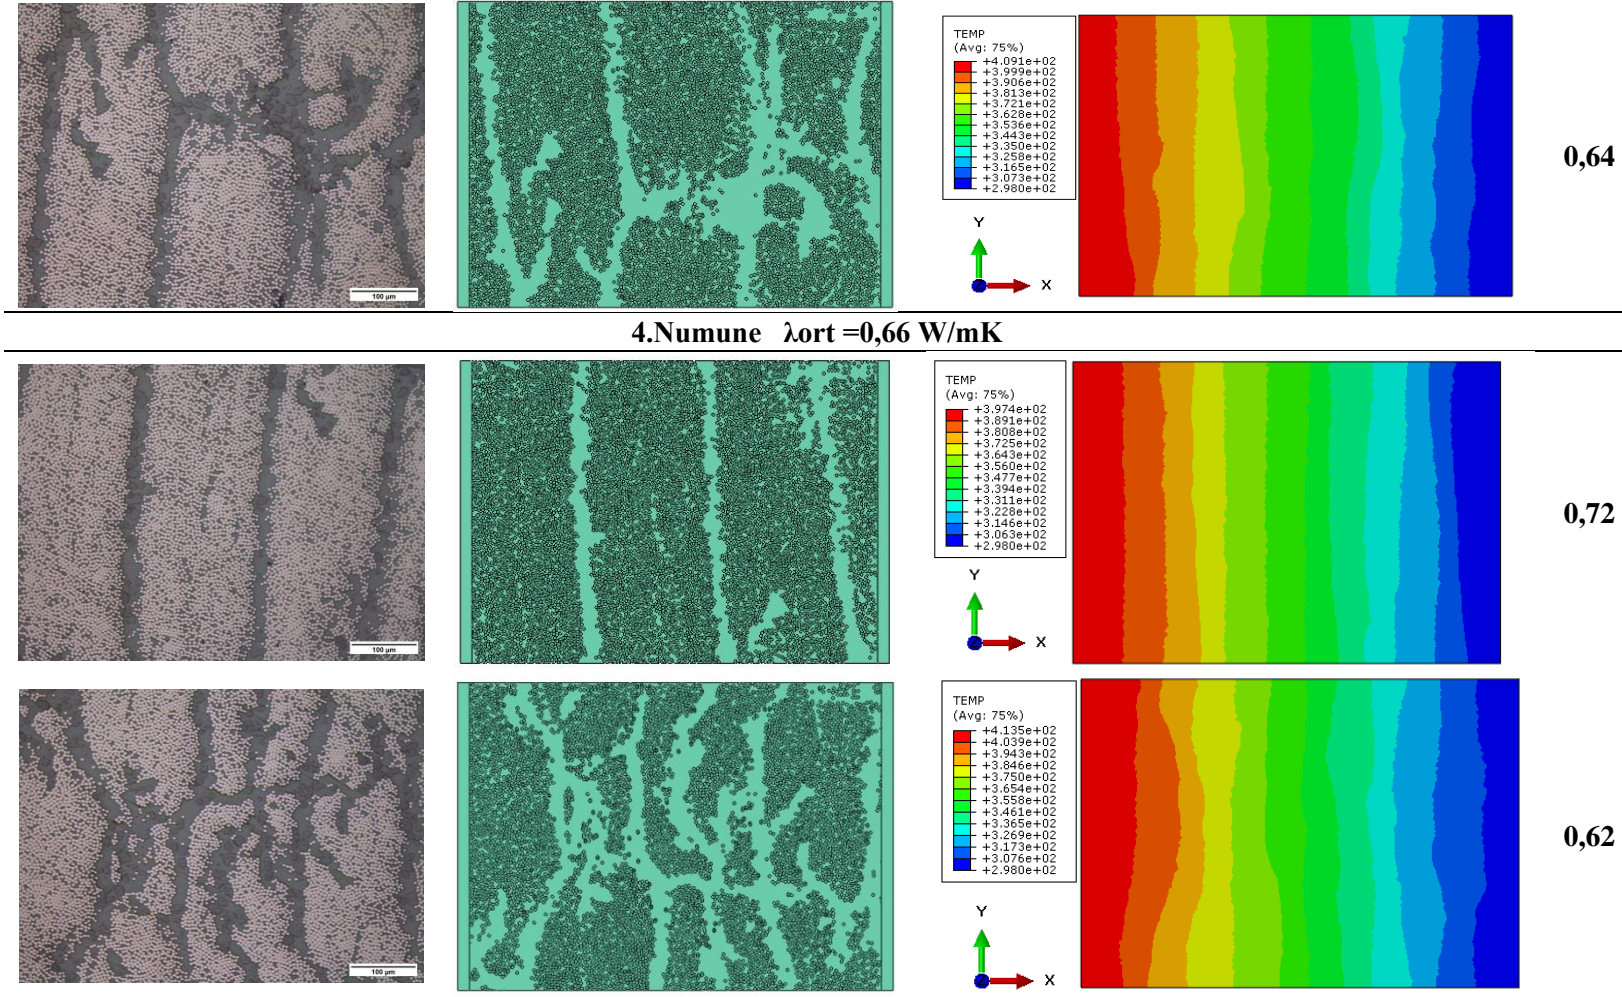 TEMP
(Avg: 75%)
+4.091e+02
+3.999e+02
+3.906e+02
+3.813e+02
+3.721e+02
+3.628e+02
+3.536e+02
+3.443e+02
+3.350e+02
+3.258e+02
+3.165e+02
+3.073e+02
+2.980e+02
Y
Z
X
100 µm
0,64
4.Numune λort =0,66 W/mK
TEMP
(Avg: 75%)
+3.974e+02
+3.891e+02
+3.808e+02
+3.725e+02
+3.643e+02
+3.560e+02
+3.477e+02
+3.394e+02
+3.311e+02
+3.228e+02
+3.146e+02
+3.063e+02
+2.980e+02
Y
Z
X
100 µm
0,72
TEMP
(Avg: 75%)
+4.135e+02
+4.039e+02
+3.943e+02
+3.846e+02
+3.750e+02
+3.654e+02
+3.558e+02
+3.461e+02
+3.365e+02
+3.269e+02
+3.173e+02
+3.076e+02
+2.980e+02
Y
Z
X
100 µm
0,62